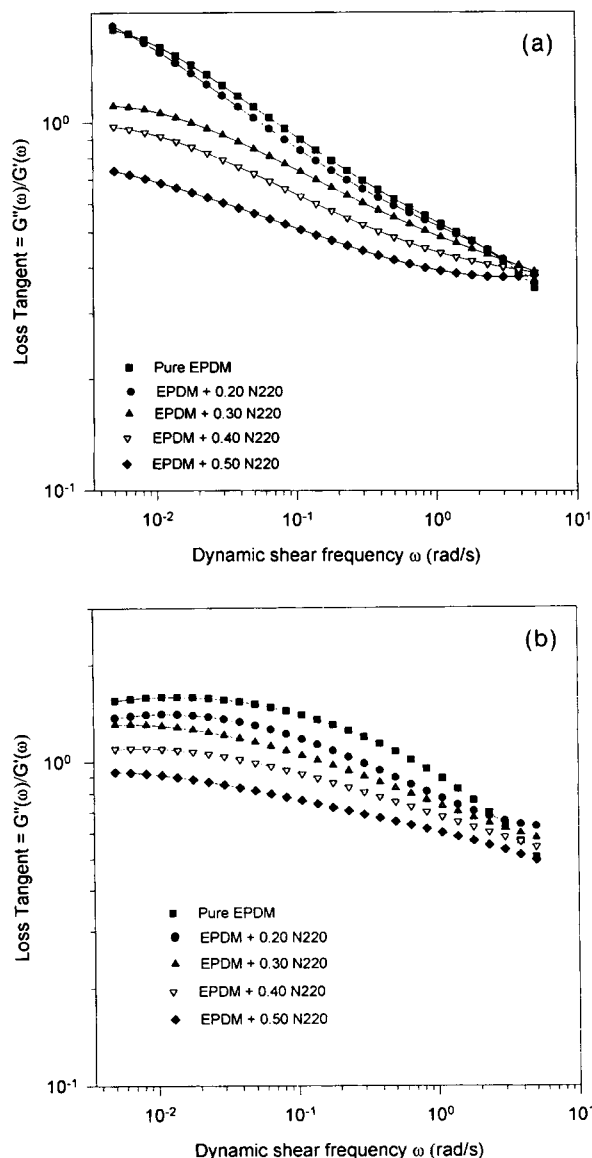 (a)
10⁰
10⁻¹
Loss Tangent = G''(ω)/G'(ω)
Pure EPDM
EPDM + 0.20 N220
EPDM + 0.30 N220
EPDM + 0.40 N220
EPDM + 0.50 N220
10⁻² 10⁻¹ 10⁰ 10¹
Dynamic shear frequency ω (rad/s)
(b)
10⁰
10⁻¹
Loss Tangent = G''(ω)/G'(ω)
Pure EPDM
EPDM + 0.20 N220
EPDM + 0.30 N220
EPDM + 0.40 N220
EPDM + 0.50 N220
10⁻² 10⁻¹ 10⁰ 10¹
Dynamic shear frequency ω (rad/s)